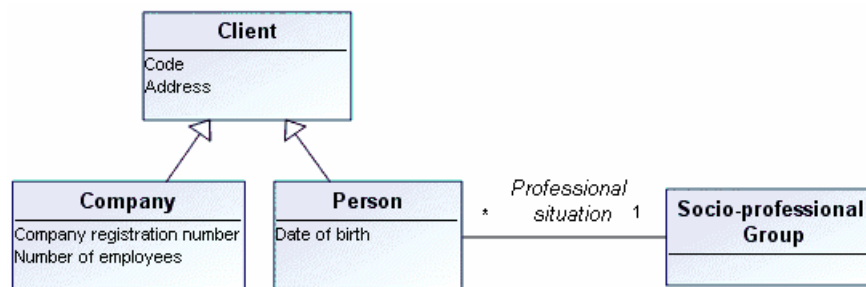 Client
Code
Address
Company
Company registration number
Number of employees
Person
Date of birth
*
Professional
situation
1
Socio-professional
Group